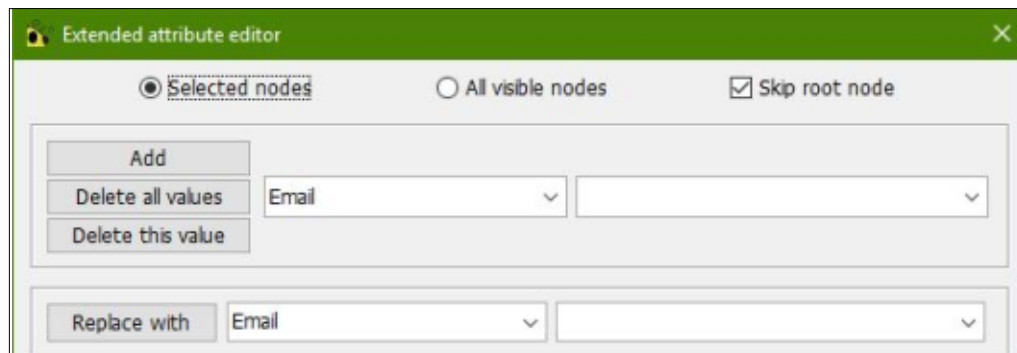 Extended attribute editor
Selected nodes All visible nodes Skip root node
Add
Delete all values Email
Delete this value
Replace with Email